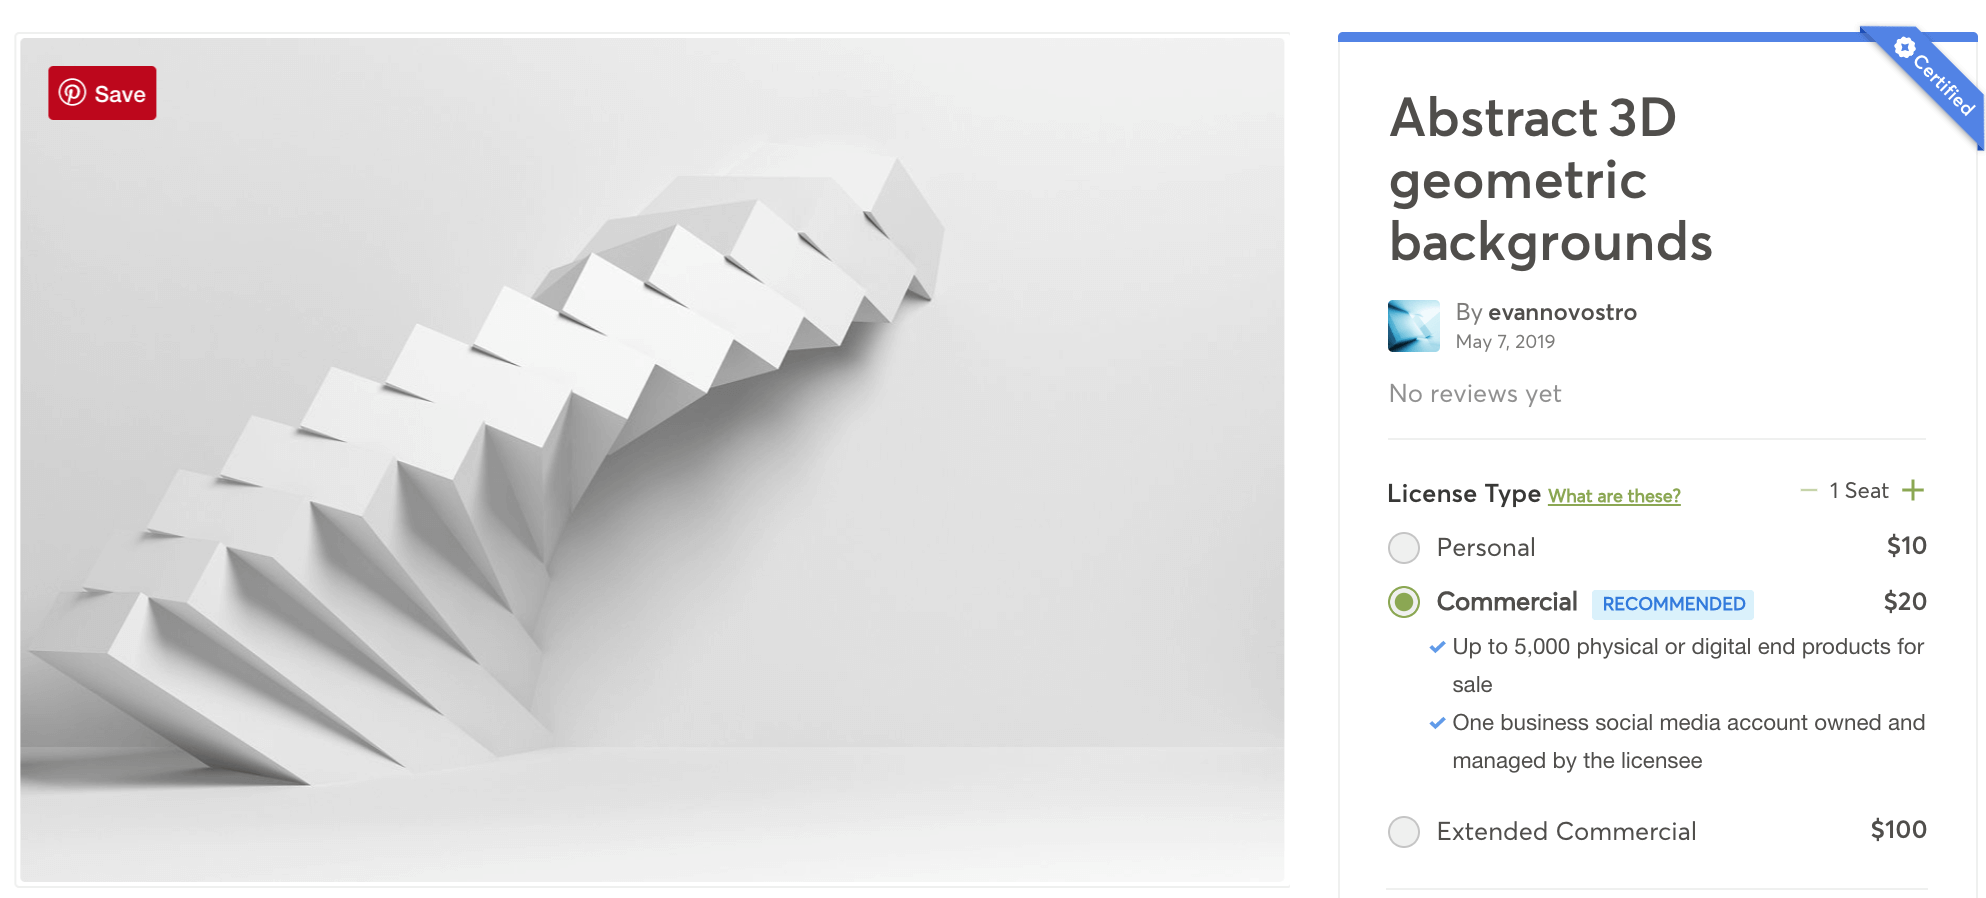 Save
Certified
Abstract 3D
geometric
backgrounds
By evannovostro
May 7, 2019
No reviews yet
License Type What are these? − 1 Seat +
Personal $10
Commercial RECOMMENDED $20
Up to 5,000 physical or digital end products for
sale
One business social media account owned and
managed by the licensee
Extended Commercial $100